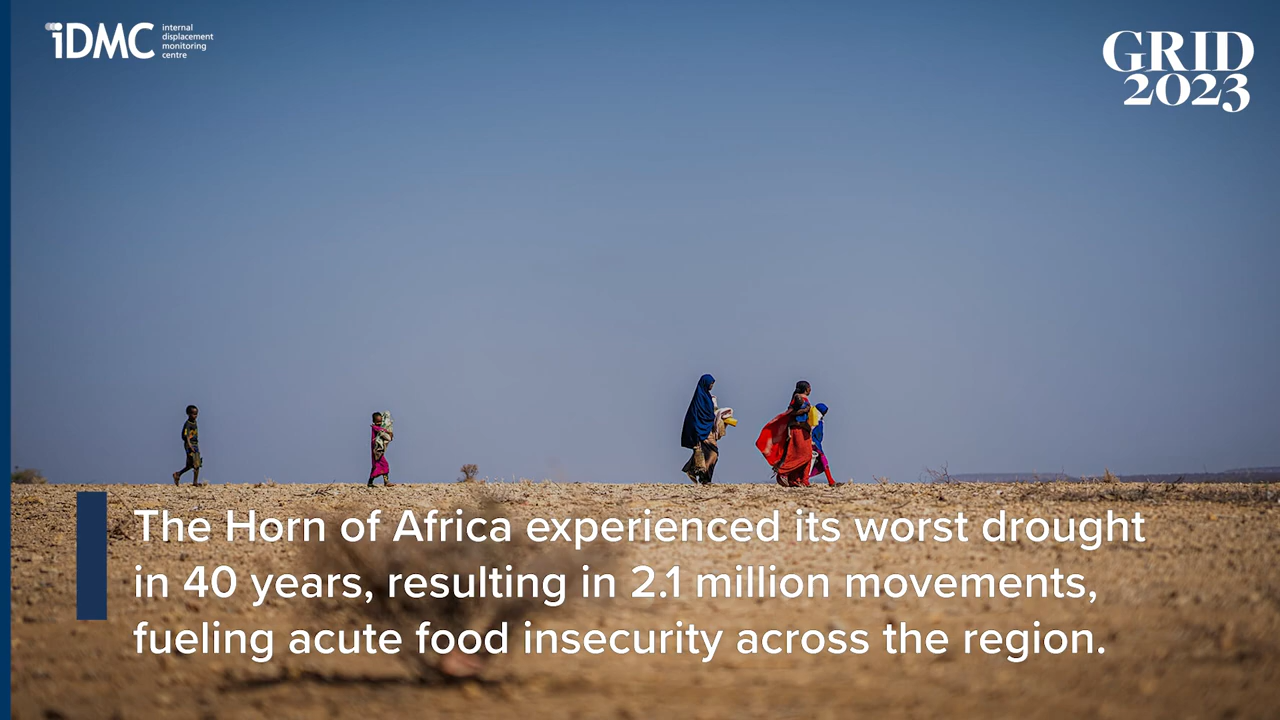 iDMC
internal
displacement
monitoring
centre
GRID
2023
The Horn of Africa experienced its worst drought
in 40 years, resulting in 2.1 million movements,
fueling acute food insecurity across the region.